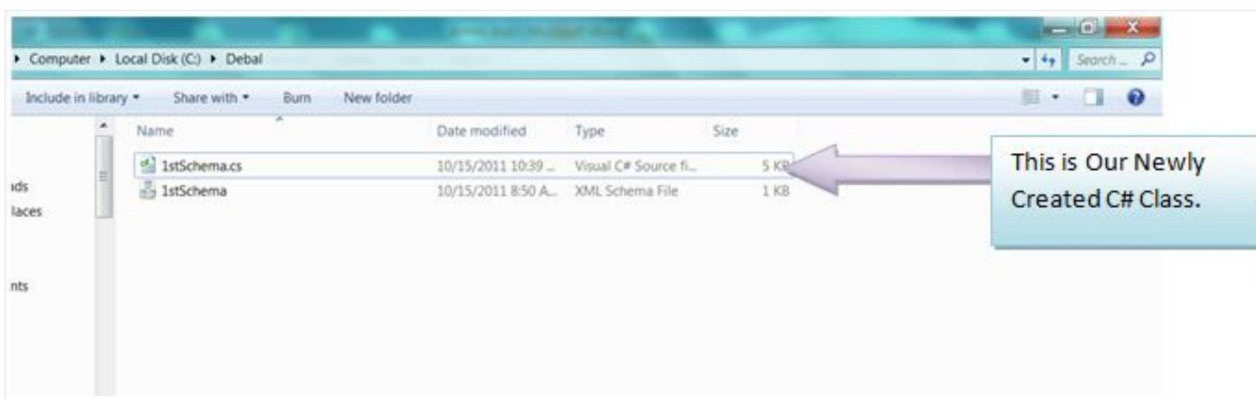 Computer ▸ Local Disk (C:) ▸ Debal
Search ...
Include in library Share with Burn New folder
Name Date modified Type Size
1stSchema.cs 10/15/2011 10:39 ... Visual C# Source fi... 5 KB
1stSchema 10/15/2011 8:50 A... XML Schema File 1 KB
This is Our Newly
Created C# Class.
ids
laces
nts